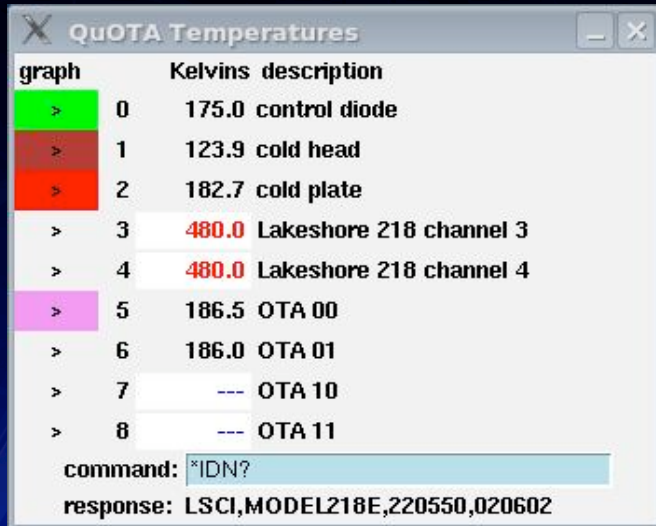 QuOTA Temperatures
graph Kelvins description
> 0 175.0 control diode
> 1 123.9 cold head
> 2 182.7 cold plate
> 3 480.0 Lakeshore 218 channel 3
> 4 480.0 Lakeshore 218 channel 4
> 5 186.5 OTA 00
> 6 186.0 OTA 01
> 7 --- OTA 10
> 8 --- OTA 11
command: *IDN?
response: LSCI,MODEL218E,220550,020602